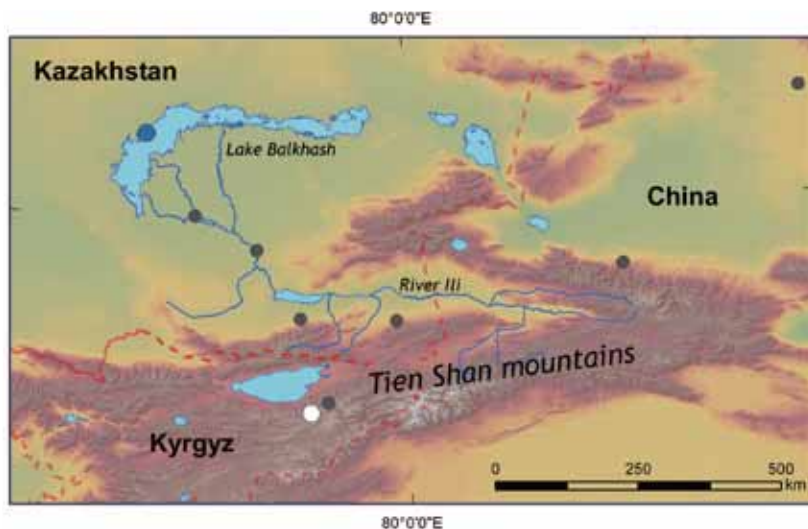 80°0'0"E
Kazakhstan
Lake Balkhash
China
River Ili
Tien Shan mountains
Kyrgyz
0 250 500
km
80°0'0"E